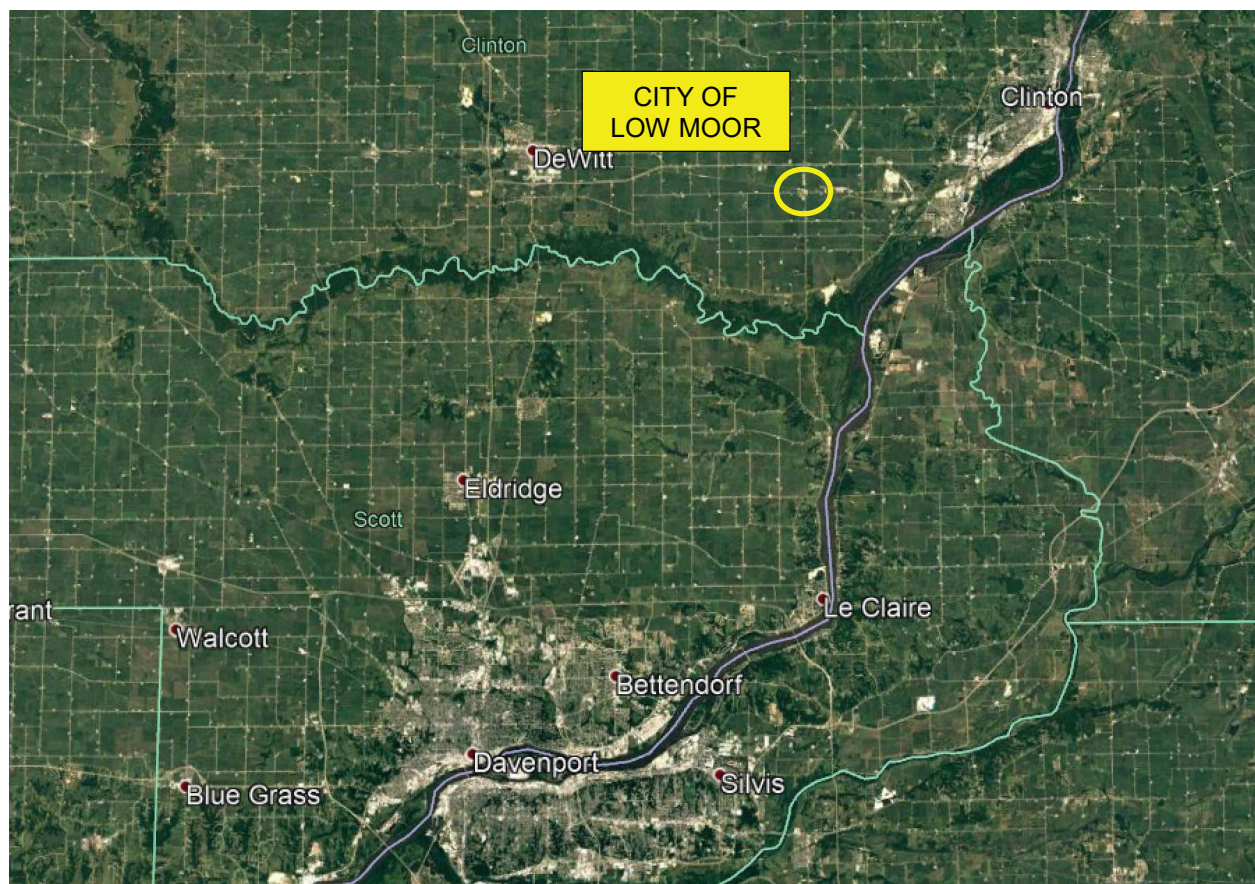 Clinton
CITY OF
LOW MOOR
Clinton
DeWitt
Eldridge
Scott
rant
Walcott
Le Claire
Bettendorf
Davenport
Silvis
Blue Grass